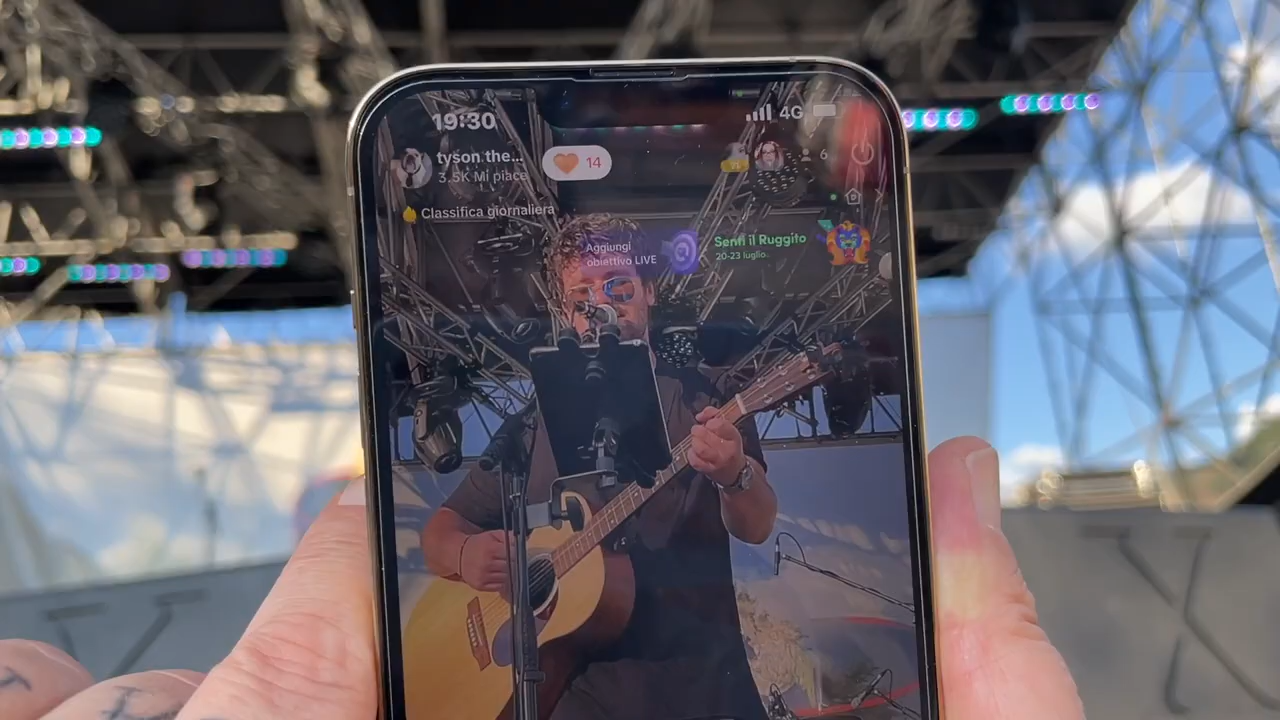 19:30
4G
tyson the...
3.5K Mi piace
14
6
Classifica giornaliera
Aggiungi
obiettivo LIVE
Senti il Ruggito
20-23 luglio..